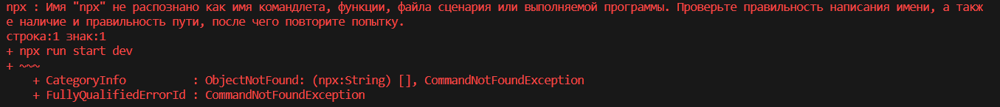 npx : Имя "npx" не распознано как имя командлета, функции, файла сценария или выполняемой программы. Проверьте правильность написания имени, а такж
е наличие и правильность пути, после чего повторите попытку.
строка:1 знак:1
+ npx run start dev
+ ~~~
    + CategoryInfo          : ObjectNotFound: (npx:String) [], CommandNotFoundException
    + FullyQualifiedErrorId : CommandNotFoundException